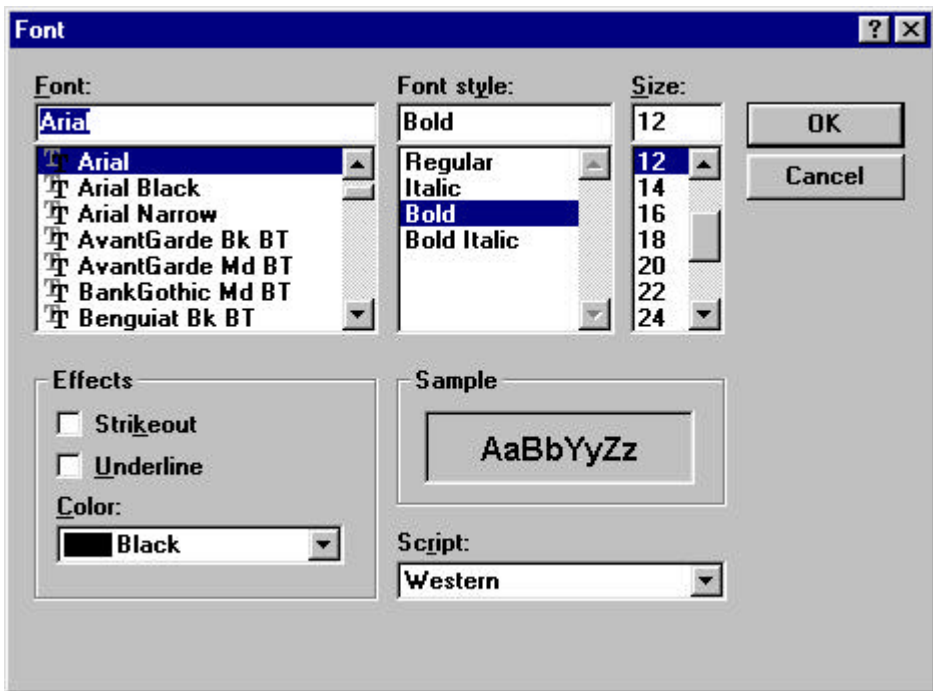 Font
Font:
Arial
Arial
Arial Black
Arial Narrow
AvantGarde Bk BT
AvantGarde Md BT
BankGothic Md BT
Benguiat Bk BT
Font style:
Bold
Regular
Italic
Bold
Bold Italic
Size:
12
12
14
16
18
20
22
24
OK
Cancel
Effects
Strikeout
Underline
Color:
Black
Sample
AaBbYyZz
Script:
Western